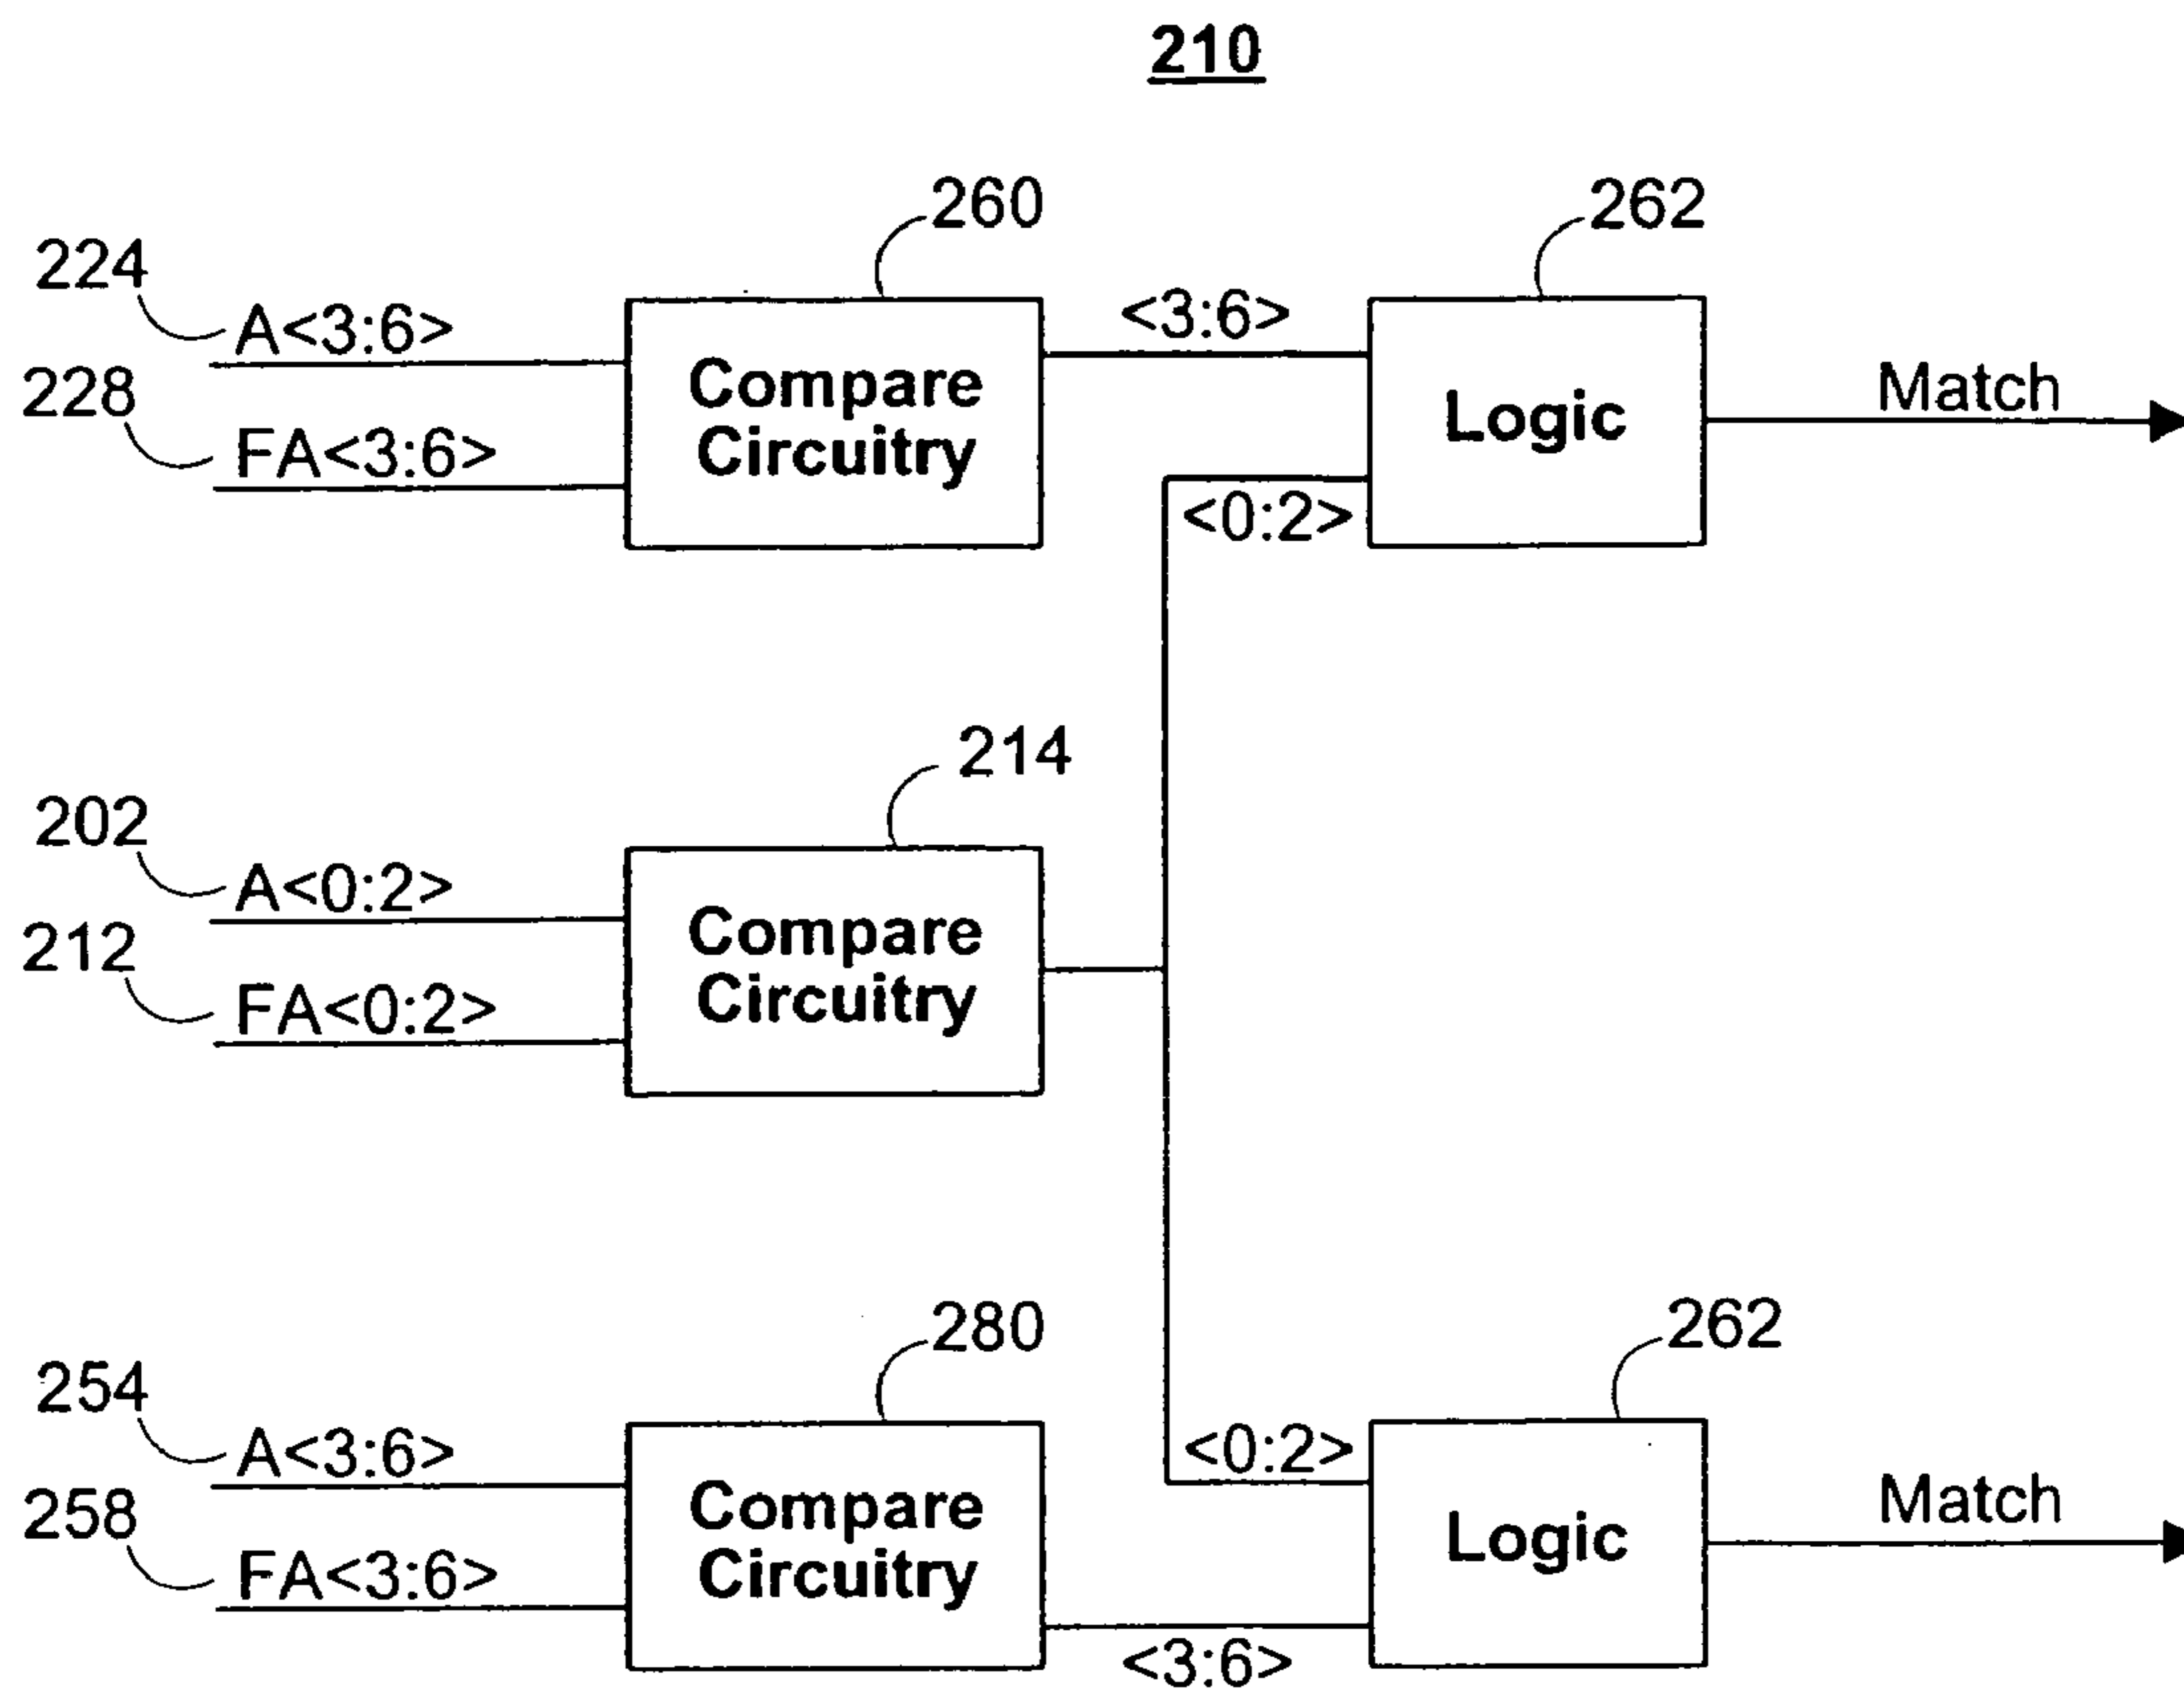 210
260
262
224
A<3:6>
<3:6>
228
Compare
Circuitry
Logic
Match
FA<3:6>
<0:2>
214
202
A<0:2>
212
Compare
Circuitry
FA<0:2>
280
262
254
A<3:6>
<0:2>
258
Compare
Circuitry
Logic
Match
FA<3:6>
<3:6>